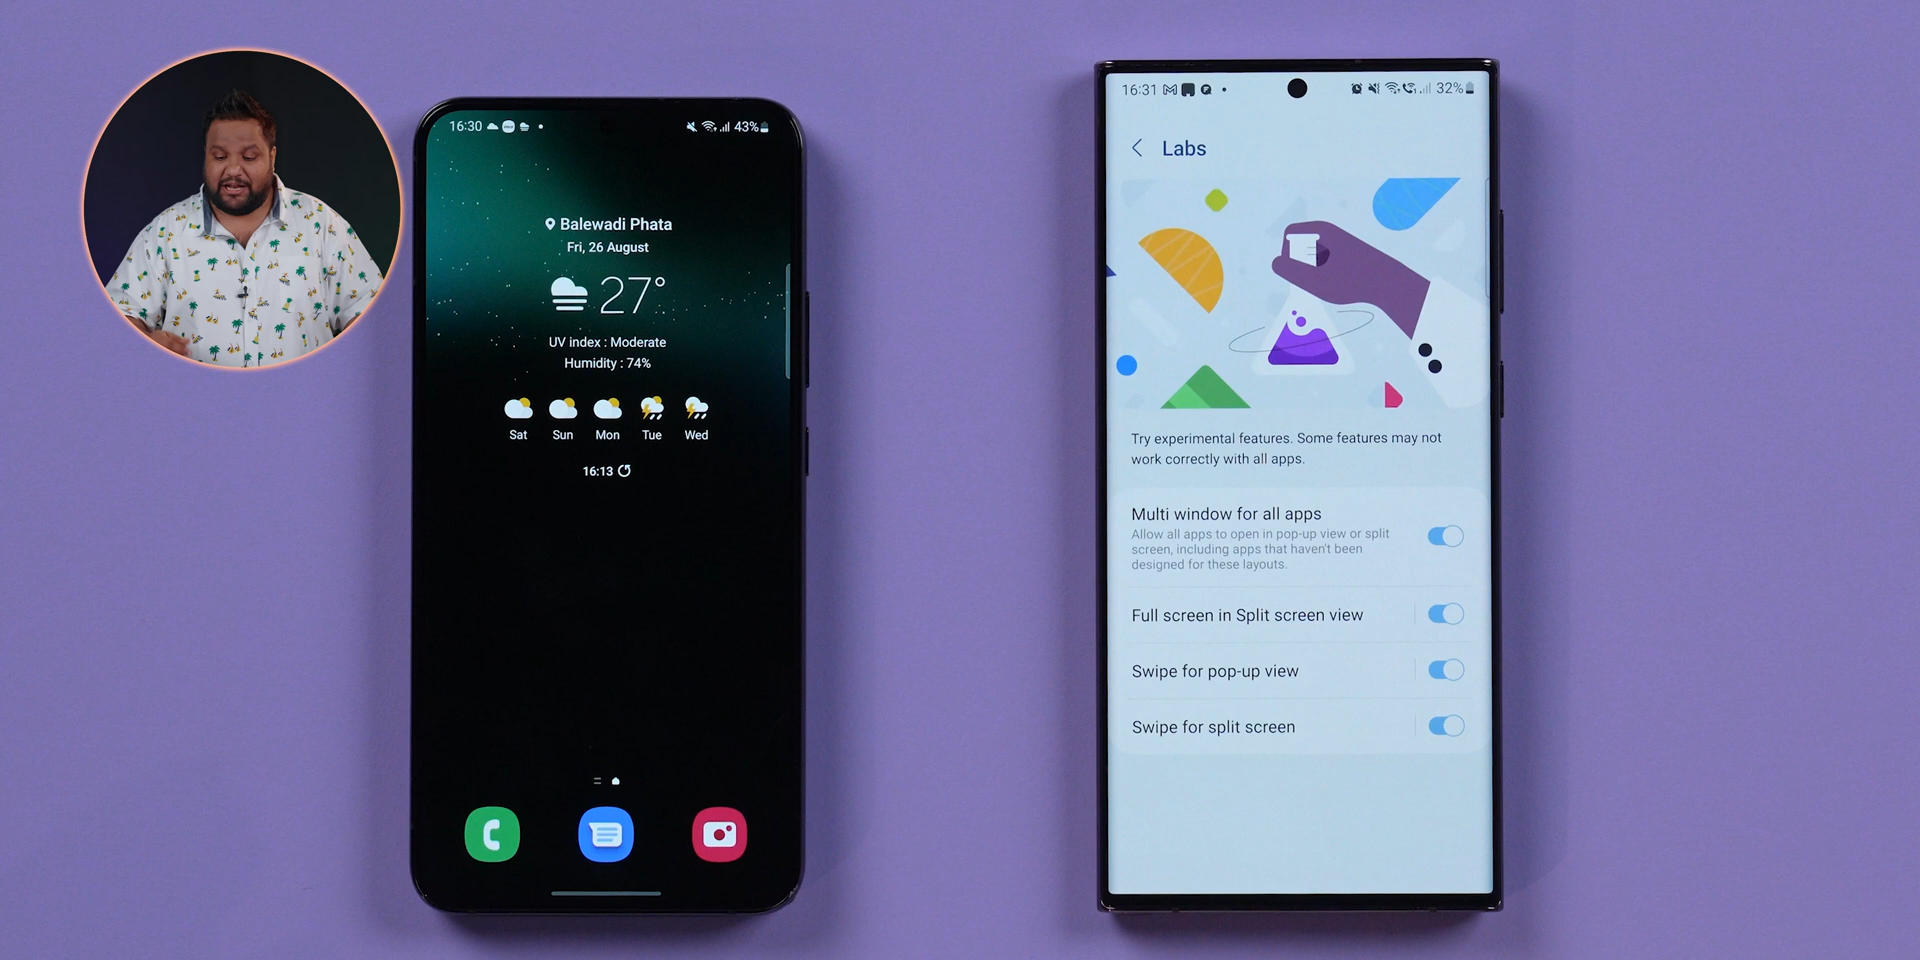 16:30
43%
Balewadi Phata
Fri, 26 August
27°
UV index : Moderate
Humidity : 74%
Sat Sun Mon Tue Wed
16:13
16:31
32%
Labs
Try experimental features. Some features may not
work correctly with all apps.
Multi window for all apps
Allow all apps to open in pop-up view or split
screen, including apps that haven't been
designed for these layouts.
Full screen in Split screen view
Swipe for pop-up view
Swipe for split screen